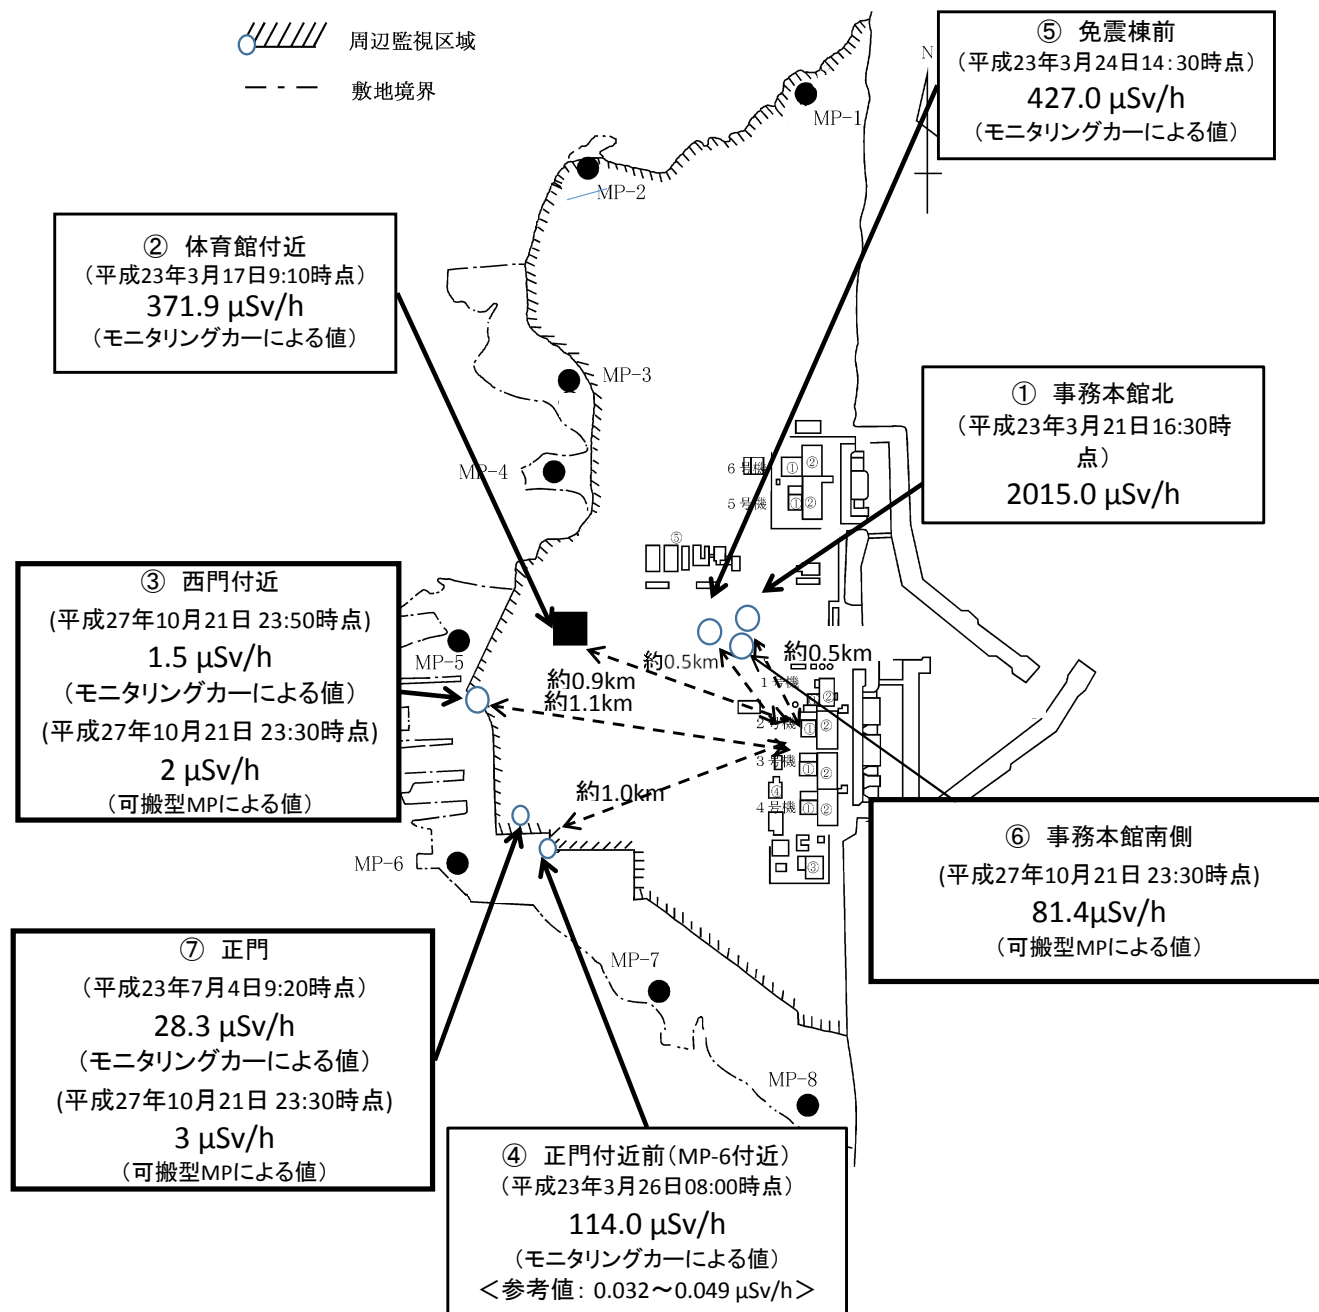 周辺監視区域
敷地境界
N
⑤ 免震棟前
(平成23年3月24日14:30時点)
427.0 μSv/h
(モニタリングカーによる値)
MP-1
MP-2
② 体育館付近
(平成23年3月17日9:10時点)
371.9 μSv/h
(モニタリングカーによる値)
MP-3
MP-4
① 事務本館北
(平成23年3月21日16:30時
点)
2015.0 μSv/h
6号機
①
②
5号機
①
②
⑤
③ 西門付近
(平成27年10月21日 23:50時点)
1.5 μSv/h
(モニタリングカーによる値)
(平成27年10月21日 23:30時点)
2 μSv/h
(可搬型MPによる値)
MP-5
約0.5km
約0.5km
約0.9km
約1.1km
約1.0km
1号機
②
2号機
①
②
3号機
①
②
④
4号機
①
②
③
MP-6
⑥ 事務本館南側
(平成27年10月21日 23:30時点)
81.4μSv/h
(可搬型MPによる値)
⑦ 正門
(平成23年7月4日9:20時点)
28.3 μSv/h
(モニタリングカーによる値)
(平成27年10月21日 23:30時点)
3 μSv/h
(可搬型MPによる値)
MP-7
MP-8
④ 正門付近前(MP-6付近)
(平成23年3月26日08:00時点)
114.0 μSv/h
(モニタリングカーによる値)
<参考値: 0.032~0.049 μSv/h>